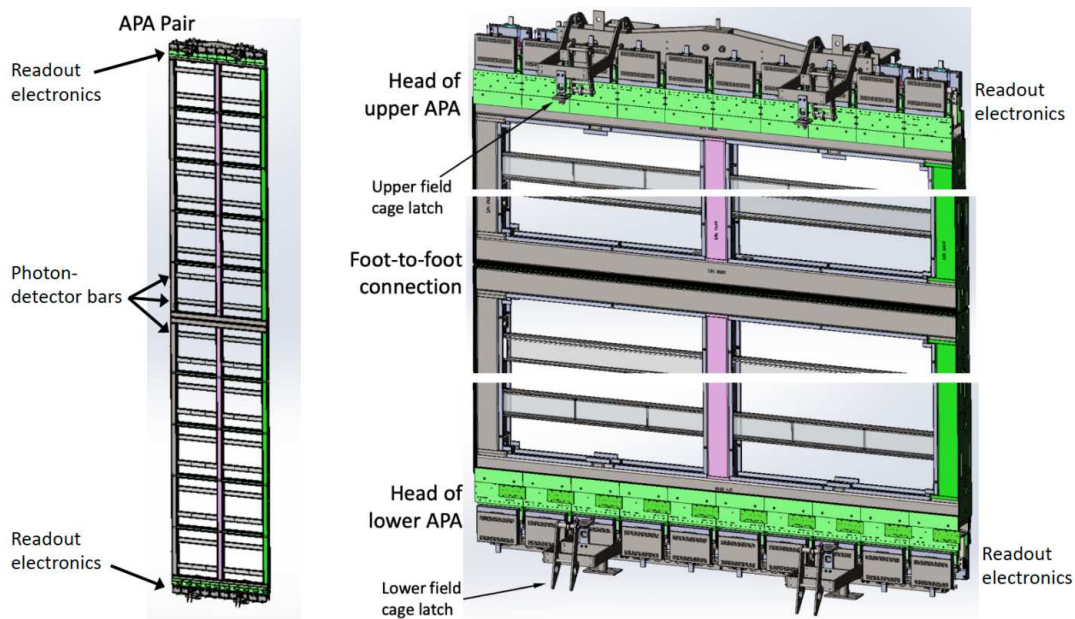 APA Pair
Readout
electronics
Photon-
detector bars
Readout
electronics
Head of
upper APA
Readout
electronics
Upper field
cage latch
Foot-to-foot
connection
Head of
lower APA
Readout
electronics
Lower field
cage latch